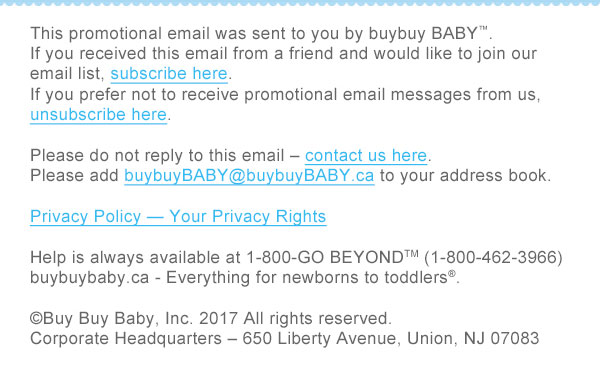 This promotional email was sent to you by buybuy BABY™.
If you received this email from a friend and would like to join our
email list, subscribe here.
If you prefer not to receive promotional email messages from us,
unsubscribe here.
Please do not reply to this email – contact us here.
Please add buybuyBABY@buybuyBABY.ca to your address book.
Privacy Policy — Your Privacy Rights
Help is always available at 1-800-GO BEYOND™ (1-800-462-3966)
buybuybaby.ca - Everything for newborns to toddlers®.
©Buy Buy Baby, Inc. 2017 All rights reserved.
Corporate Headquarters – 650 Liberty Avenue, Union, NJ 07083